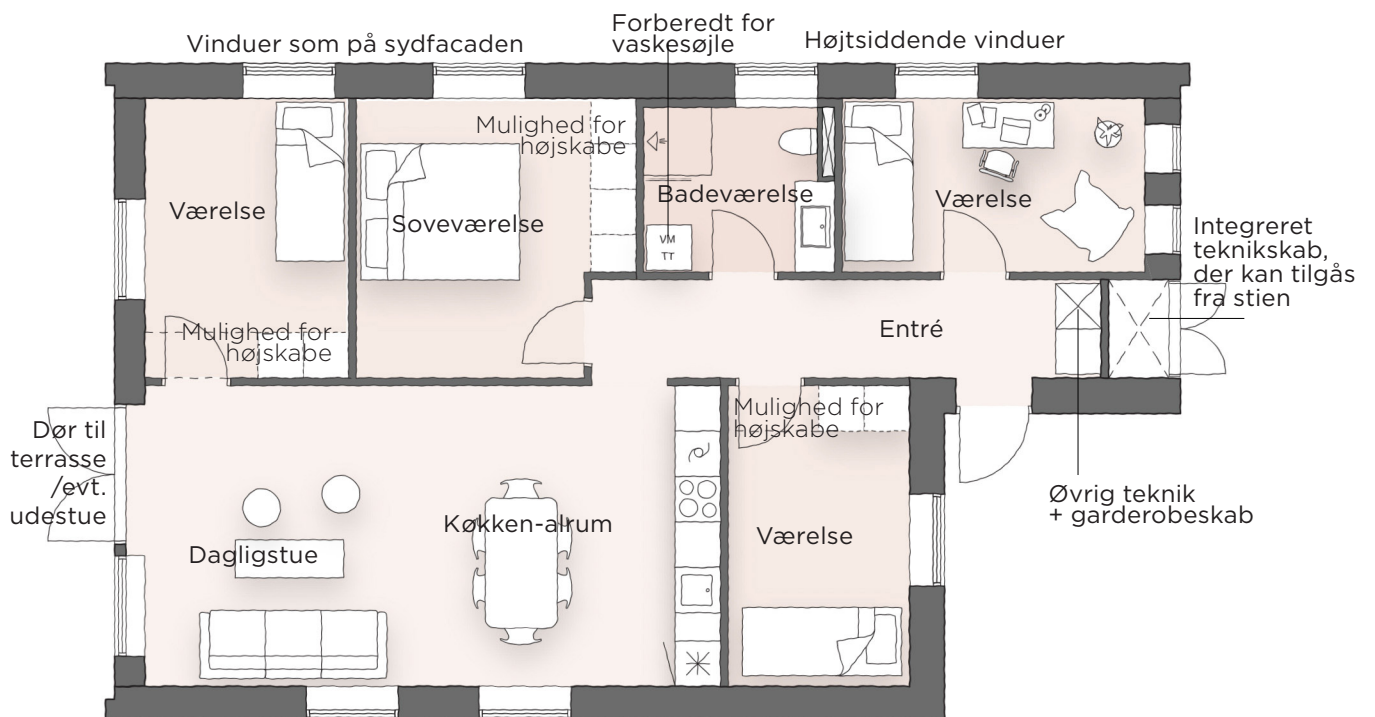 Forberedt for
vaskesøjle
Vinduer som på sydfacaden
Højtsiddende vinduer
Mulighed for
højskabe
Værelse
Soveværelse
Badeværelse
Værelse
VM
TT
Integreret
teknikskab,
der kan tilgås
fra stien
Mulighed for
højskabe
Entré
Mulighed for
højskabe
Dør til
terrasse
/evt.
udestue
Øvrig teknik
+ garderobeskab
Køkken-alrum
Værelse
Dagligstue